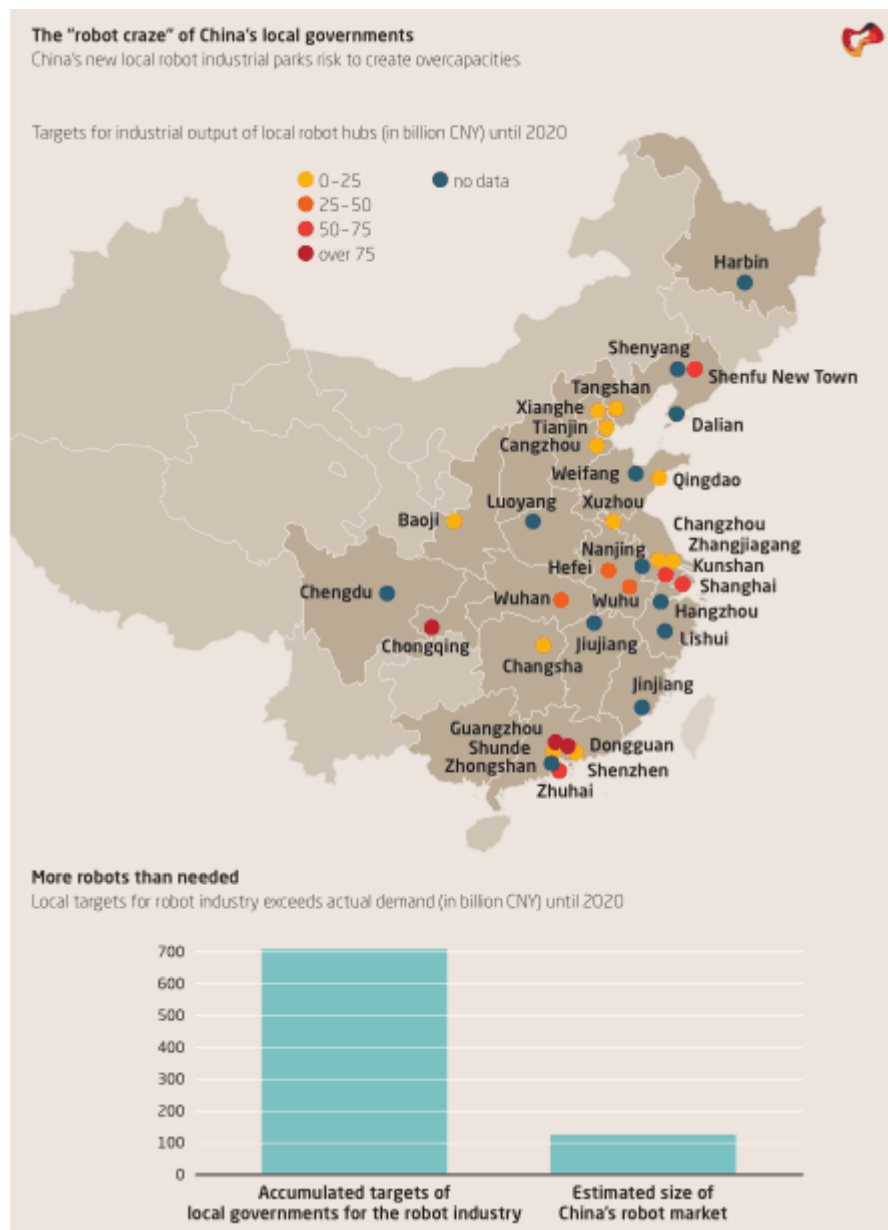 The "robot craze" of China's local governments
China's new local robot industrial parks risk to create overcapacities
Targets for industrial output of local robot hubs (in billion CNY) until 2020
0–25
no data
25–50
50–75
over 75
Harbin
Shenyang
Shenfu New Town
Tangshan
Xianghe
Tianjin
Dalian
Cangzhou
Weifang
Qingdao
Luoyang
Xuzhou
Baoji
Changzhou
Zhangjiagang
Nanjing
Kunshan
Hefei
Shanghai
Chengdu
Wuhan
Wuhu
Hangzhou
Chongqing
Jiujiang
Lishui
Changsha
Jinjiang
Guangzhou
Shunde
Dongguan
Zhongshan
Shenzhen
Zhuhai
More robots than needed
Local targets for robot industry exceeds actual demand (in billion CNY) until 2020
700
600
500
400
300
200
100
0
Accumulated targets of
local governments for the robot industry
Estimated size of
China's robot market